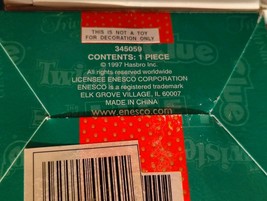 THIS IS NOT A TOY
FOR DECORATION ONLY
345059
CONTENTS: 1 PIECE
© 1997 Hasbro Inc.
All rights reserved worldwide
LICENSEE ENESCO CORPORATION
ENESCO is a registered trademark
ELK GROVE VILLAGE, IL 60007
MADE IN CHINA
www.enesco.com